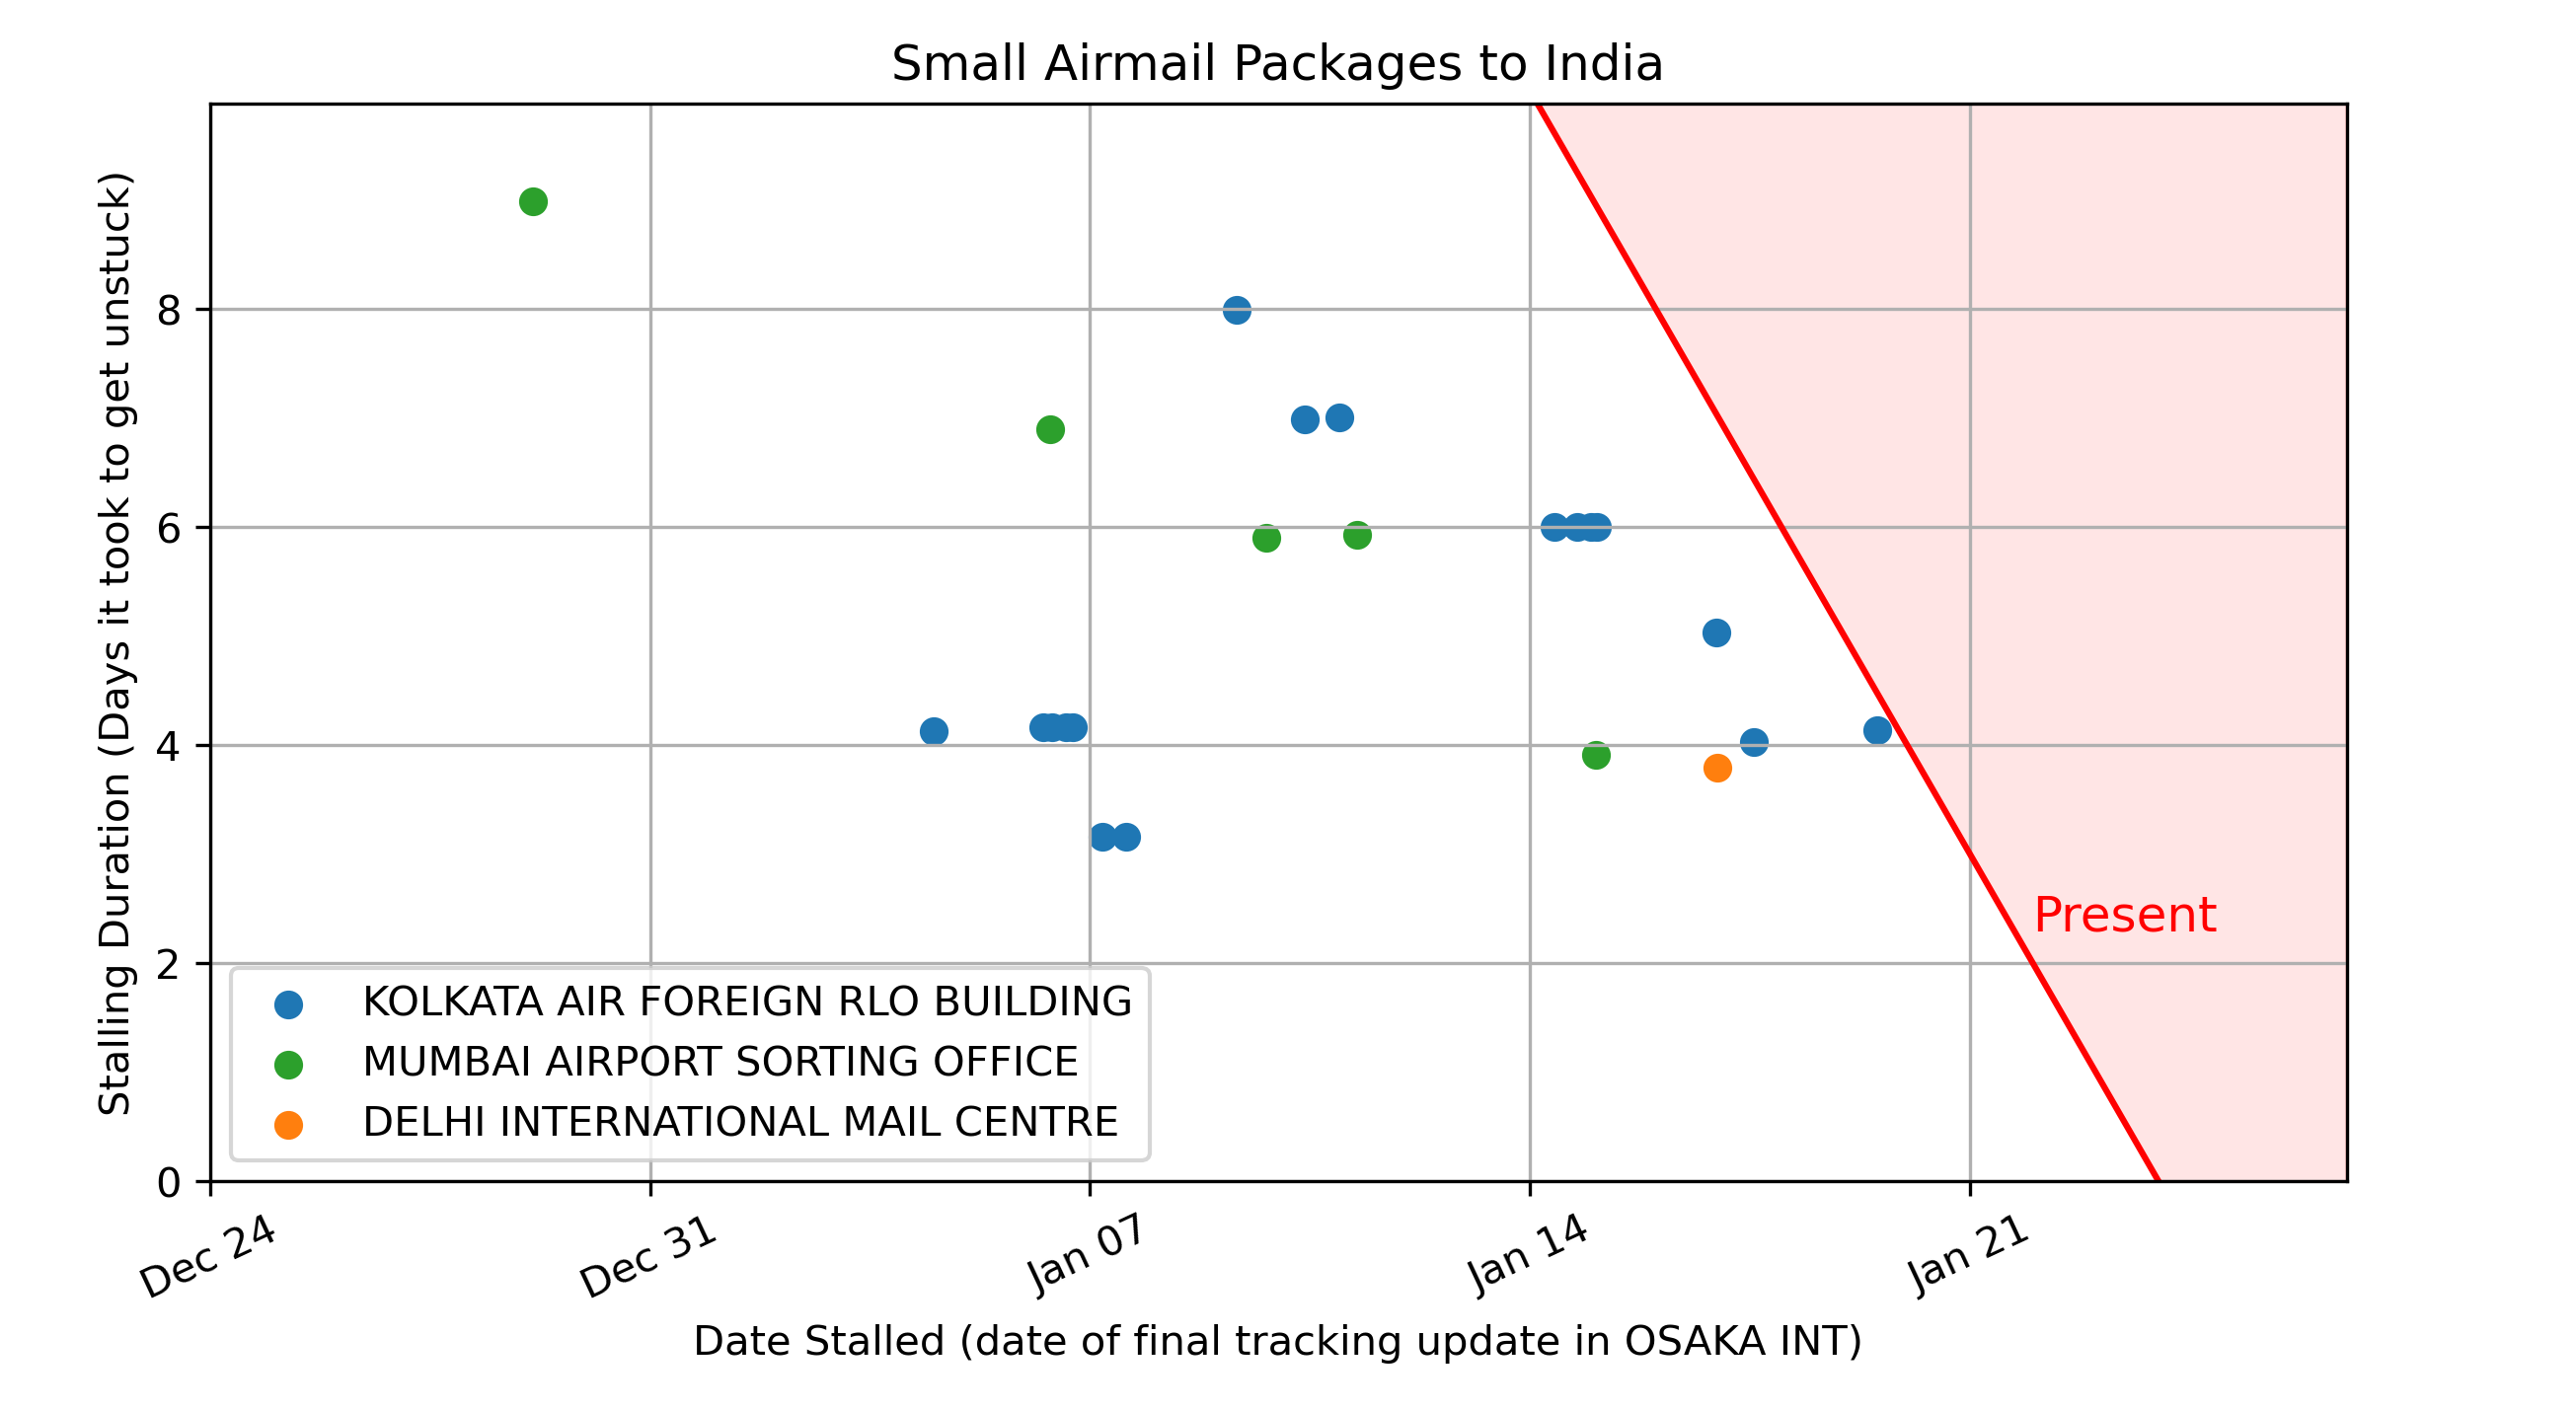 Small Airmail Packages to India
Stalling Duration (Days it took to get unstuck)
8
6
4
2
0
Present
KOLKATA AIR FOREIGN RLO BUILDING
MUMBAI AIRPORT SORTING OFFICE
DELHI INTERNATIONAL MAIL CENTRE
Dec 24
Dec 31
Jan 07
Jan 14
Jan 21
Date Stalled (date of final tracking update in OSAKA INT)